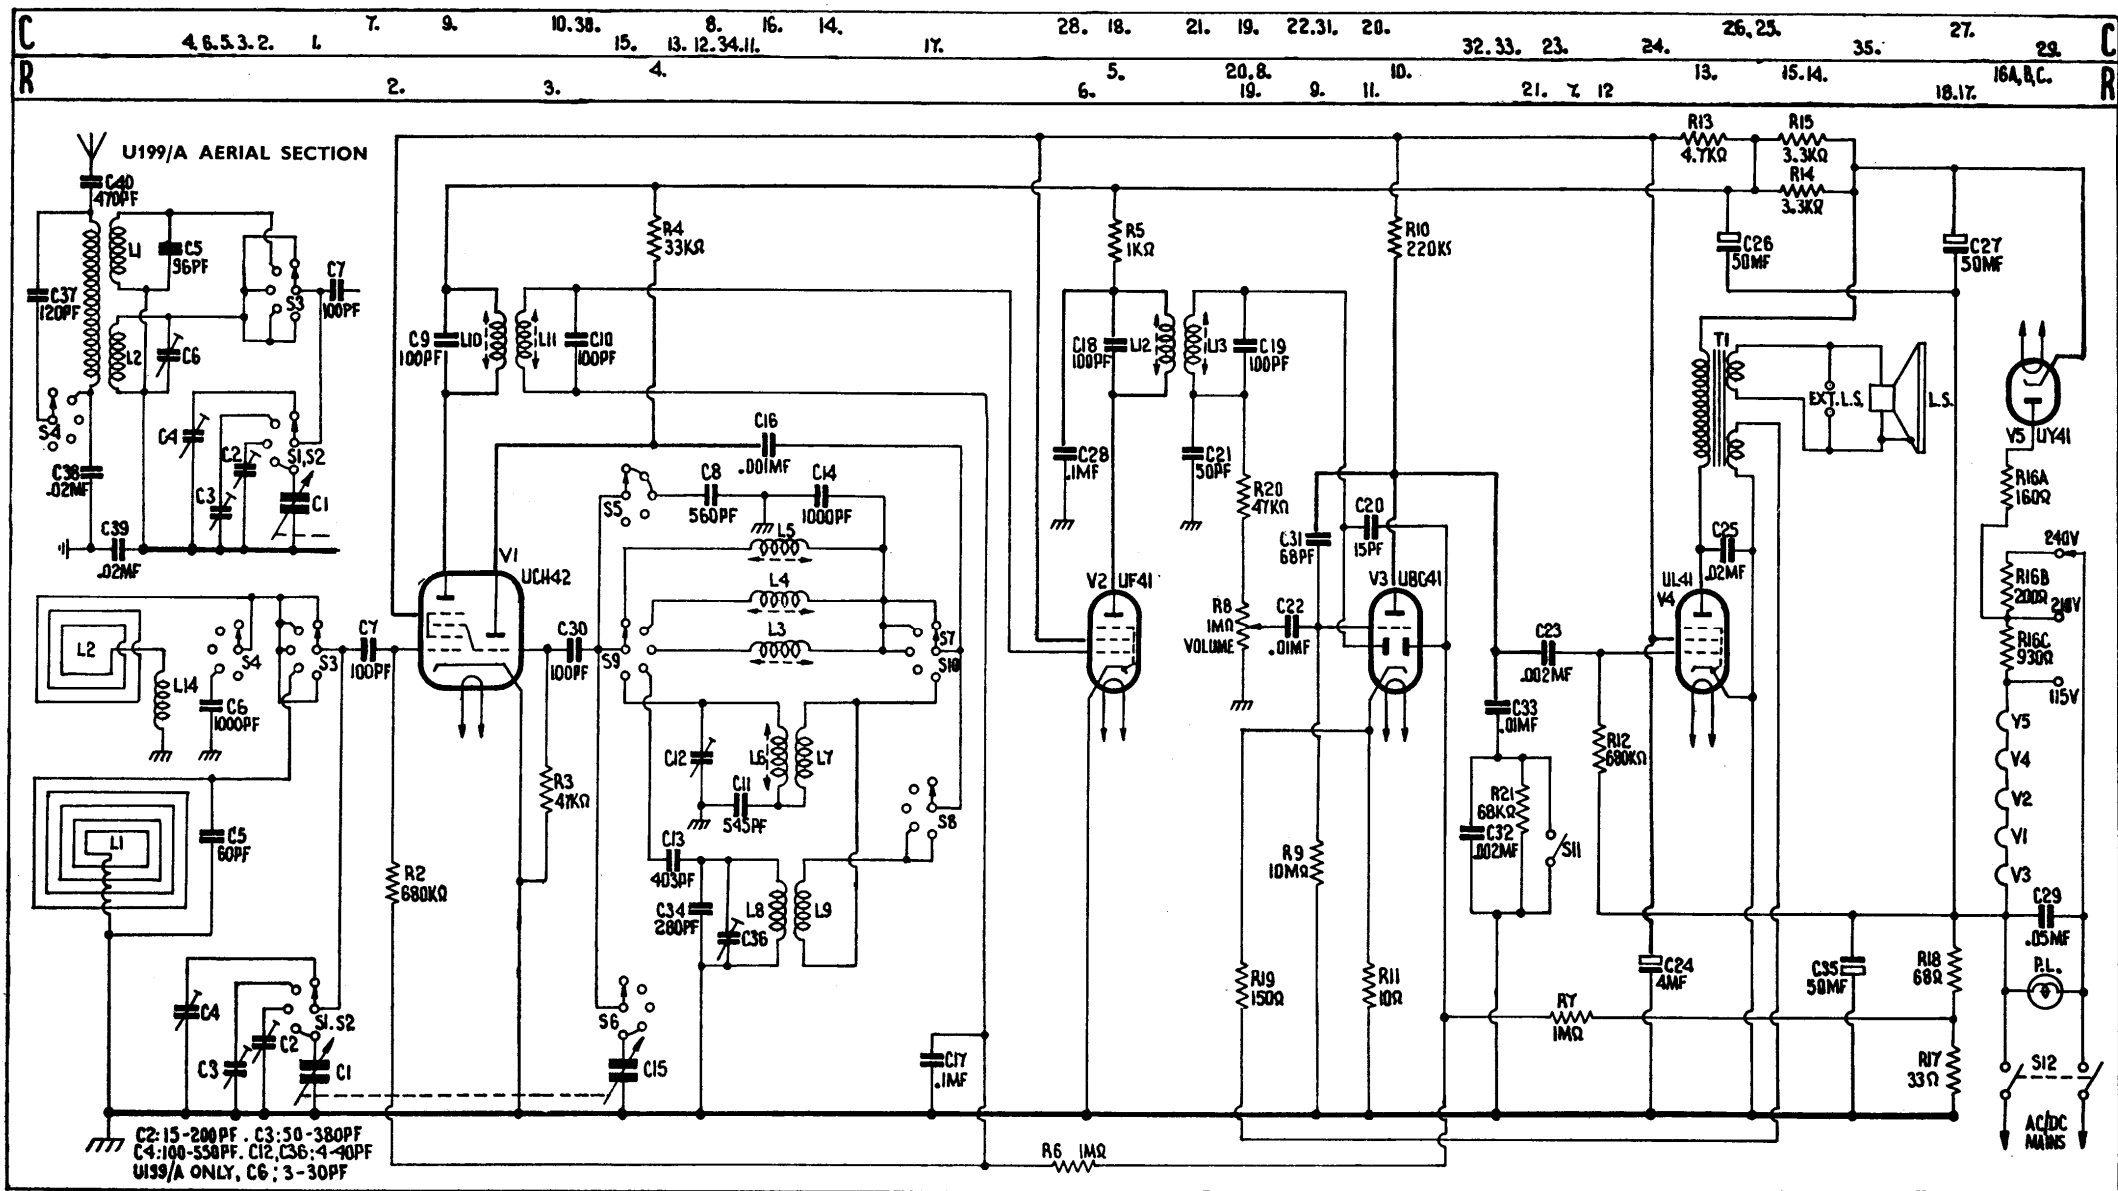 C
7. 9. 10.30. 8. 16. 14. 28. 18. 21. 19. 22.31. 20. 26,25. 27.
C
4.6.5.3.2. 1. 15. 13. 12.34.11. 17. 32.33. 23. 24. 35. 29.
R
4. 5. 20.8. 10. 13. 15.14. 16A,B,C.
R
2. 3. 6. 19. 9. 11. 21. 7. 12 18.17.
U199/A AERIAL SECTION
C40
470PF
L1
C5
96PF
C37
120PF
S3
C7
100PF
L2
C6
S4
C4
C2
S1,S2
C38
.02MF
C3
C1
C39
.02MF
L2
L14
S4
C6
1000PF
S3
C7
100PF
L1
C5
60PF
C4
C3
C2
S1.S2
C1
C2:15-200PF. C3:50-380PF
C4:100-550PF. C12,C36:4-40PF
U199/A ONLY, C6; 3-30PF
R4
33KΩ
C9
100PF
L10
L11
C10
100PF
C16
.001MF
V1
UCH42
C30
100PF
R3
47KΩ
R2
680KΩ
S5
C8
560PF
C14
1000PF
L5
L4
L3
S9
S7
S10
C12
L6
L7
C11
545PF
S8
C13
403PF
C34
280PF
C36
L8
L9
S6
C15
C17
.1MF
R6 1MΩ
R5
1KΩ
C18
100PF
L12
L13
C19
100PF
C28
.1MF
C21
50PF
V2 UF41
R20
47KΩ
R8
1MΩ
VOLUME
C22
.01MF
C31
68PF
C20
15PF
R10
V3 UBC41
R9
10MΩ
R19
150Ω
R11
10Ω
C23
.002MF
C33
.01MF
R21
68KΩ
C32
.002MF
S11
R12
680KΩ
R7
1MΩ
C24
4MF
UL41
V4
C25
.02MF
R13
4.7KΩ
R15
3.3KΩ
R14
3.3KΩ
C26
50MF
C27
50MF
T1
EXT.L.S.
L.S.
V5 UY41
R16A
160Ω
240V
R16B
200Ω
210V
R16C
930Ω
115V
V5
V4
V2
V1
V3
C29
.05MF
P.L.
C35
50MF
R18
68Ω
R17
33Ω
S12
AC/DC
MAINS